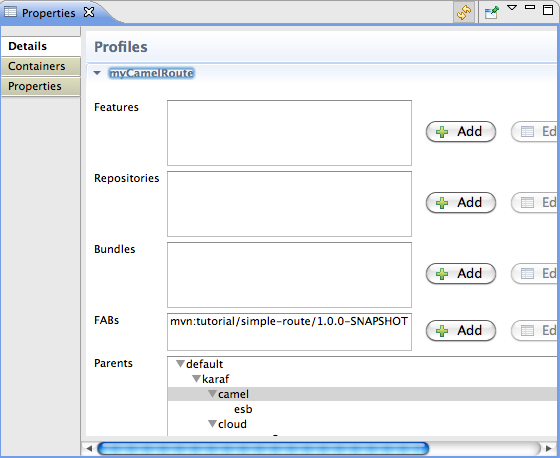 Properties
Details
Containers
Properties
Profiles
myCamelRoute
Features
Add
Ed
Repositories
Add
Ed
Bundles
Add
Ed
FABs
mvn:tutorial/simple-route/1.0.0-SNAPSHOT
Add
Ed
Parents
default
karaf
camel
esb
cloud